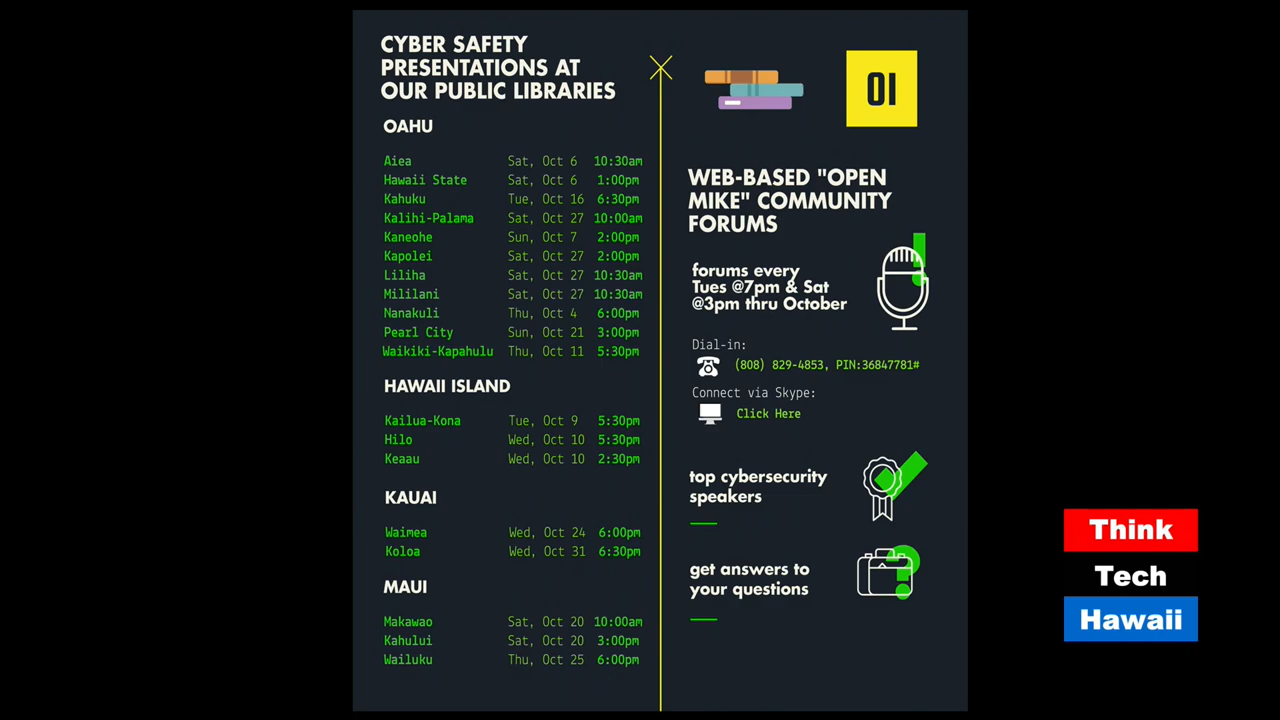 CYBER SAFETY
PRESENTATIONS AT
OUR PUBLIC LIBRARIES
OAHU
Aiea Sat, Oct 6 10:30am
Hawaii State Sat, Oct 6 1:00pm
Kahuku Tue, Oct 16 6:30pm
Kalihi-Palama Sat, Oct 27 10:00am
Kaneohe Sun, Oct 7 2:00pm
Kapolei Sat, Oct 27 2:00pm
Liliha Sat, Oct 27 10:30am
Mililani Sat, Oct 27 10:30am
Nanakuli Thu, Oct 4 6:00pm
Pearl City Sun, Oct 21 3:00pm
Waikiki-Kapahulu Thu, Oct 11 5:30pm
HAWAII ISLAND
Kailua-Kona Tue, Oct 9 5:30pm
Hilo Wed, Oct 10 5:30pm
Keaau Wed, Oct 10 2:30pm
KAUAI
Waimea Wed, Oct 24 6:00pm
Koloa Wed, Oct 31 6:30pm
MAUI
Makawao Sat, Oct 20 10:00am
Kahului Sat, Oct 20 3:00pm
Wailuku Thu, Oct 25 6:00pm
01
WEB-BASED "OPEN
MIKE" COMMUNITY
FORUMS
forums every
Tues @7pm & Sat
@3pm thru October
Dial-in:
(808) 829-4853, PIN:36847781#
Connect via Skype:
Click Here
top cybersecurity
speakers
get answers to
your questions
Think
Tech
Hawaii